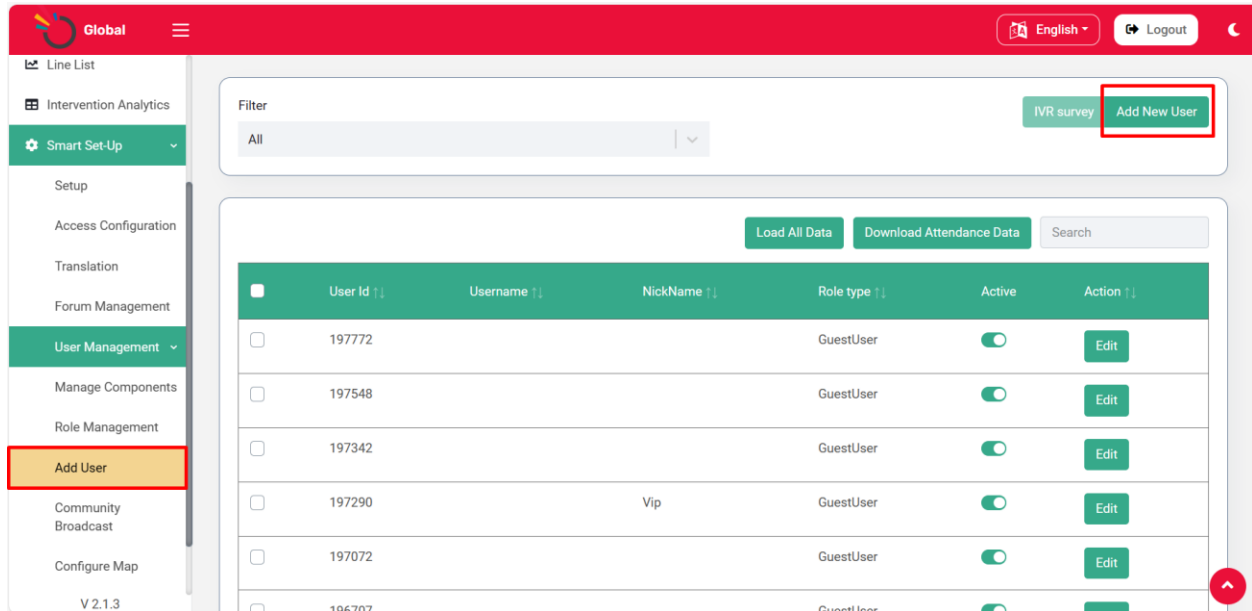 Global
English
Logout
Line List
Intervention Analytics
Smart Set-Up
Setup
Access Configuration
Translation
Forum Management
User Management
Manage Components
Role Management
Add User
Community
Broadcast
Configure Map
V 2.1.3
Filter
All
IVR survey
Add New User
Load All Data
Download Attendance Data
Search
User Id Username NickName Role type Active Action
197772 GuestUser Edit
197548 GuestUser Edit
197342 GuestUser Edit
197290 Vip GuestUser Edit
197072 GuestUser Edit
196707 GuestUser